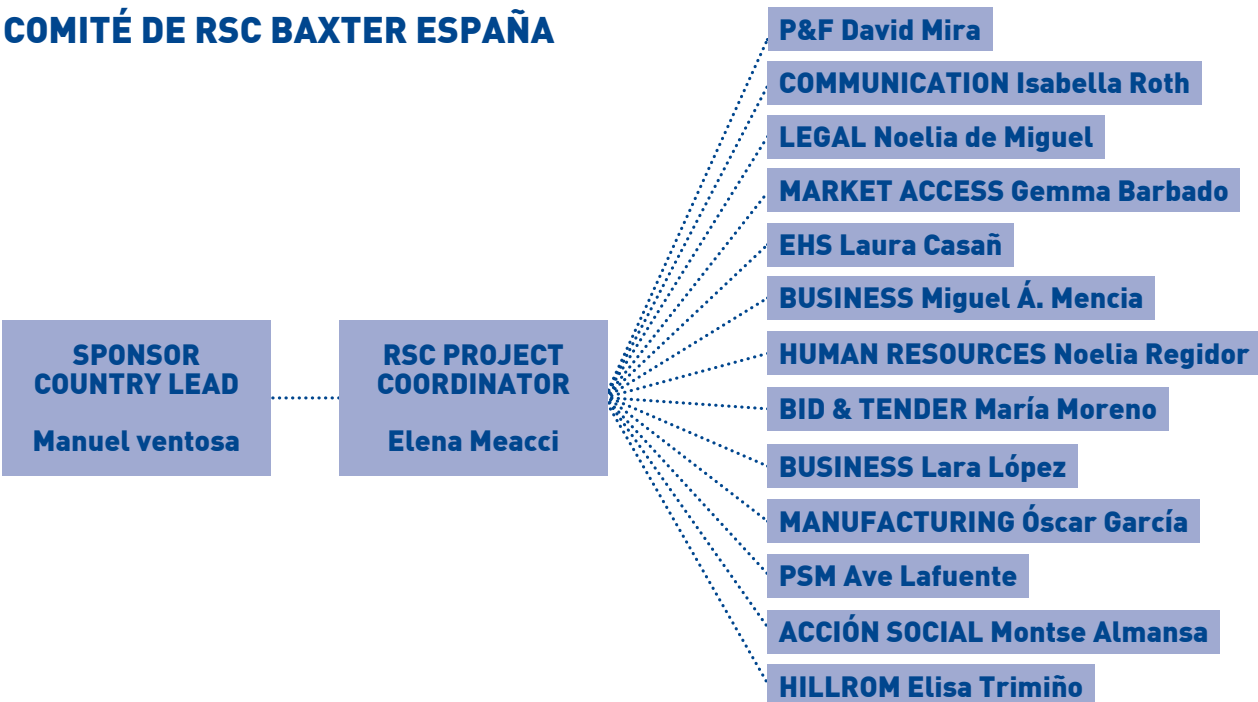 COMITÉ DE RSC BAXTER ESPAÑA
SPONSOR
COUNTRY LEAD
Manuel ventosa
RSC PROJECT
COORDINATOR
Elena Meacci
P&F David Mira
COMMUNICATION Isabella Roth
LEGAL Noelia de Miguel
MARKET ACCESS Gemma Barbado
EHS Laura Casañ
BUSINESS Miguel Á. Mencia
HUMAN RESOURCES Noelia Regidor
BID & TENDER María Moreno
BUSINESS Lara López
MANUFACTURING Óscar García
PSM Ave Lafuente
ACCIÓN SOCIAL Montse Almansa
HILLROM Elisa Trimiño